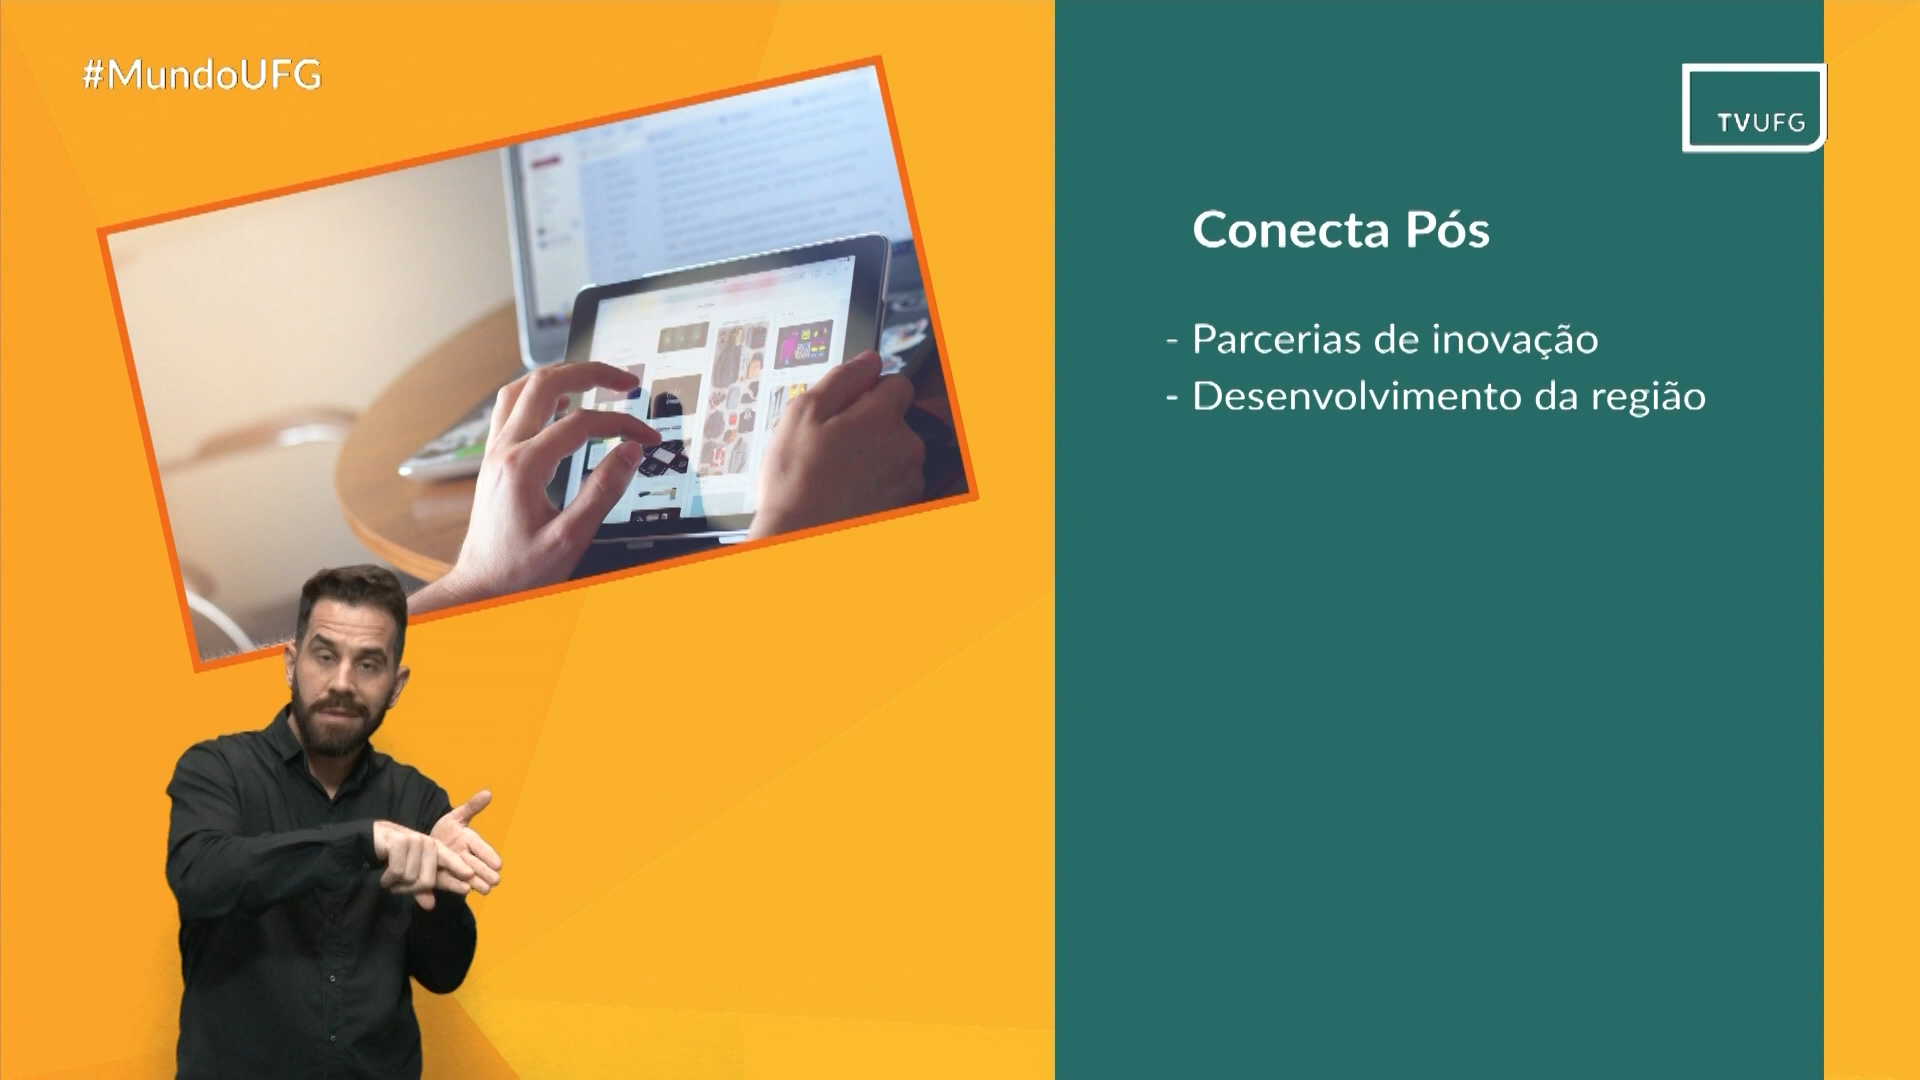 #MundoUFG
TVUFG
Conecta Pós
- Parcerias de inovação
- Desenvolvimento da região